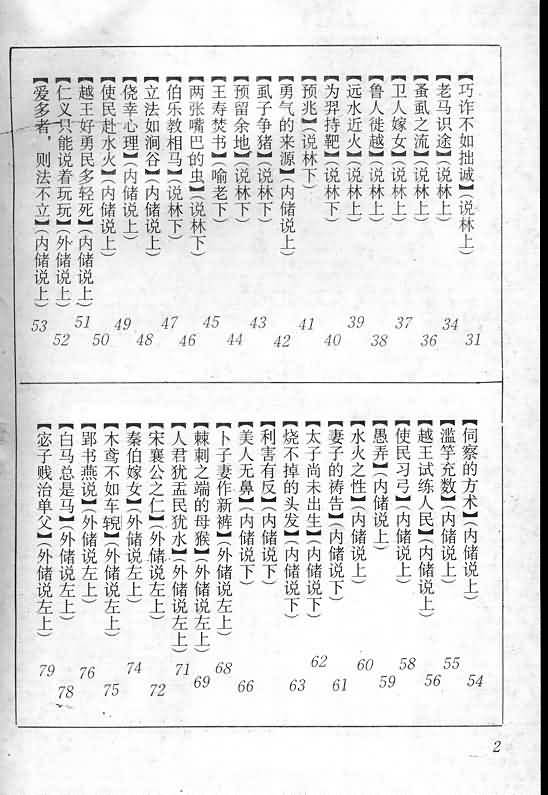 【巧诈不如拙诚】(说林上) 31
【老马识途】(说林上) 34
【蚤虱之流】(说林上) 36
【卫人嫁女】(说林上) 37
【鲁人徙越】(说林上) 38
【远水近火】(说林上) 39
【为羿持靶】(说林下) 40
【预兆】(说林下) 41
【勇气的来源】(内储说上) 42
【虱子争猪】(说林下) 43
【预留余地】(说林下) 44
【王寿焚书】(喻老下) 45
【两张嘴巴的虫】(说林下) 46
【伯乐教相马】(说林下) 47
【立法如涧谷】(内储说上) 48
【侥幸心理】(内储说上) 49
【使民赴水火】(内储说上) 50
【越王好勇民多轻死】(内储说上) 51
【仁义只能说着玩玩】(外储说上) 52
【爱多者，则法不立】(内储说上) 53
【伺察的方术】(内储说上) 54
【滥竽充数】(内储说上) 55
【越王试练人民】(内储说上) 56
【使民习弓】(内储说上) 58
【愚弄】(内储说上) 59
【水火之性】(内储说上) 60
【妻子的祷告】(内储说下) 61
【太子尚未出生】(内储说下) 62
【烧不掉的头发】(内储说下) 63
【利害有反】(内储说下)
【美人无鼻】(内储说下) 66
【卜子妻作新裤】(外储说左上) 68
【棘刺之端的母猴】(外储说左上) 69
【人君犹盂民犹水】(外储说左上) 71
【宋襄公之仁】(外储说左上) 72
【秦伯嫁女】(外储说左上) 74
【木鸢不如车輗】(外储说左上) 75
【郢书燕说】(外储说左上) 76
【白马总是马】(外储说左上) 78
【宓子贱治单父】(外储说左上) 79
2